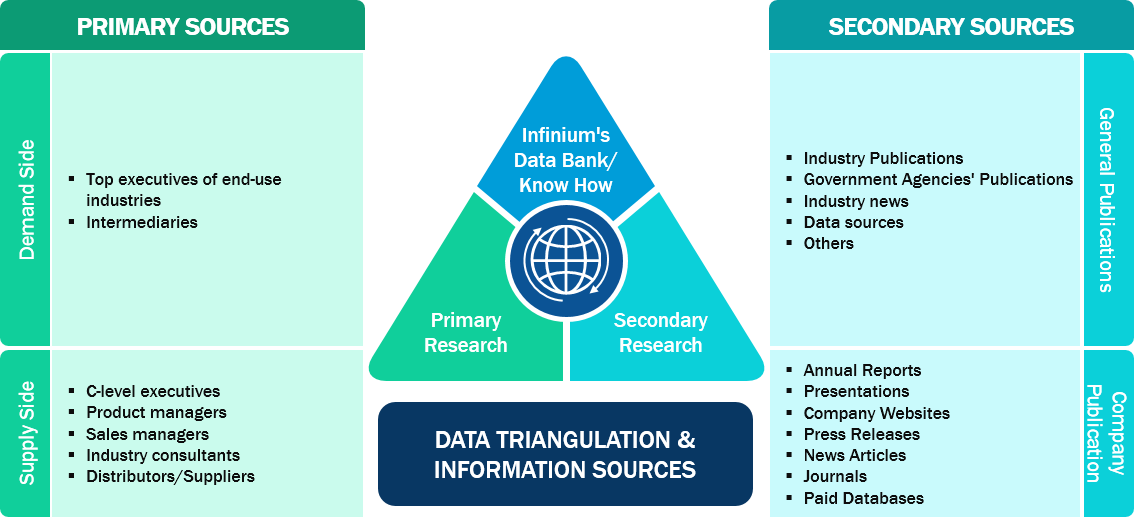 PRIMARY SOURCES
Demand Side
▪ Top executives of end-use
industries
▪ Intermediaries
Supply Side
▪ C-level executives
▪ Product managers
▪ Sales managers
▪ Industry consultants
▪ Distributors/Suppliers
Infinium's
Data Bank/
Know How
Primary
Research
Secondary
Research
DATA TRIANGULATION &
INFORMATION SOURCES
SECONDARY SOURCES
▪ Industry Publications
▪ Government Agencies' Publications
▪ Industry news
▪ Data sources
▪ Others
General Publications
▪ Annual Reports
▪ Presentations
▪ Company Websites
▪ Press Releases
▪ News Articles
▪ Journals
▪ Paid Databases
Company
Publication